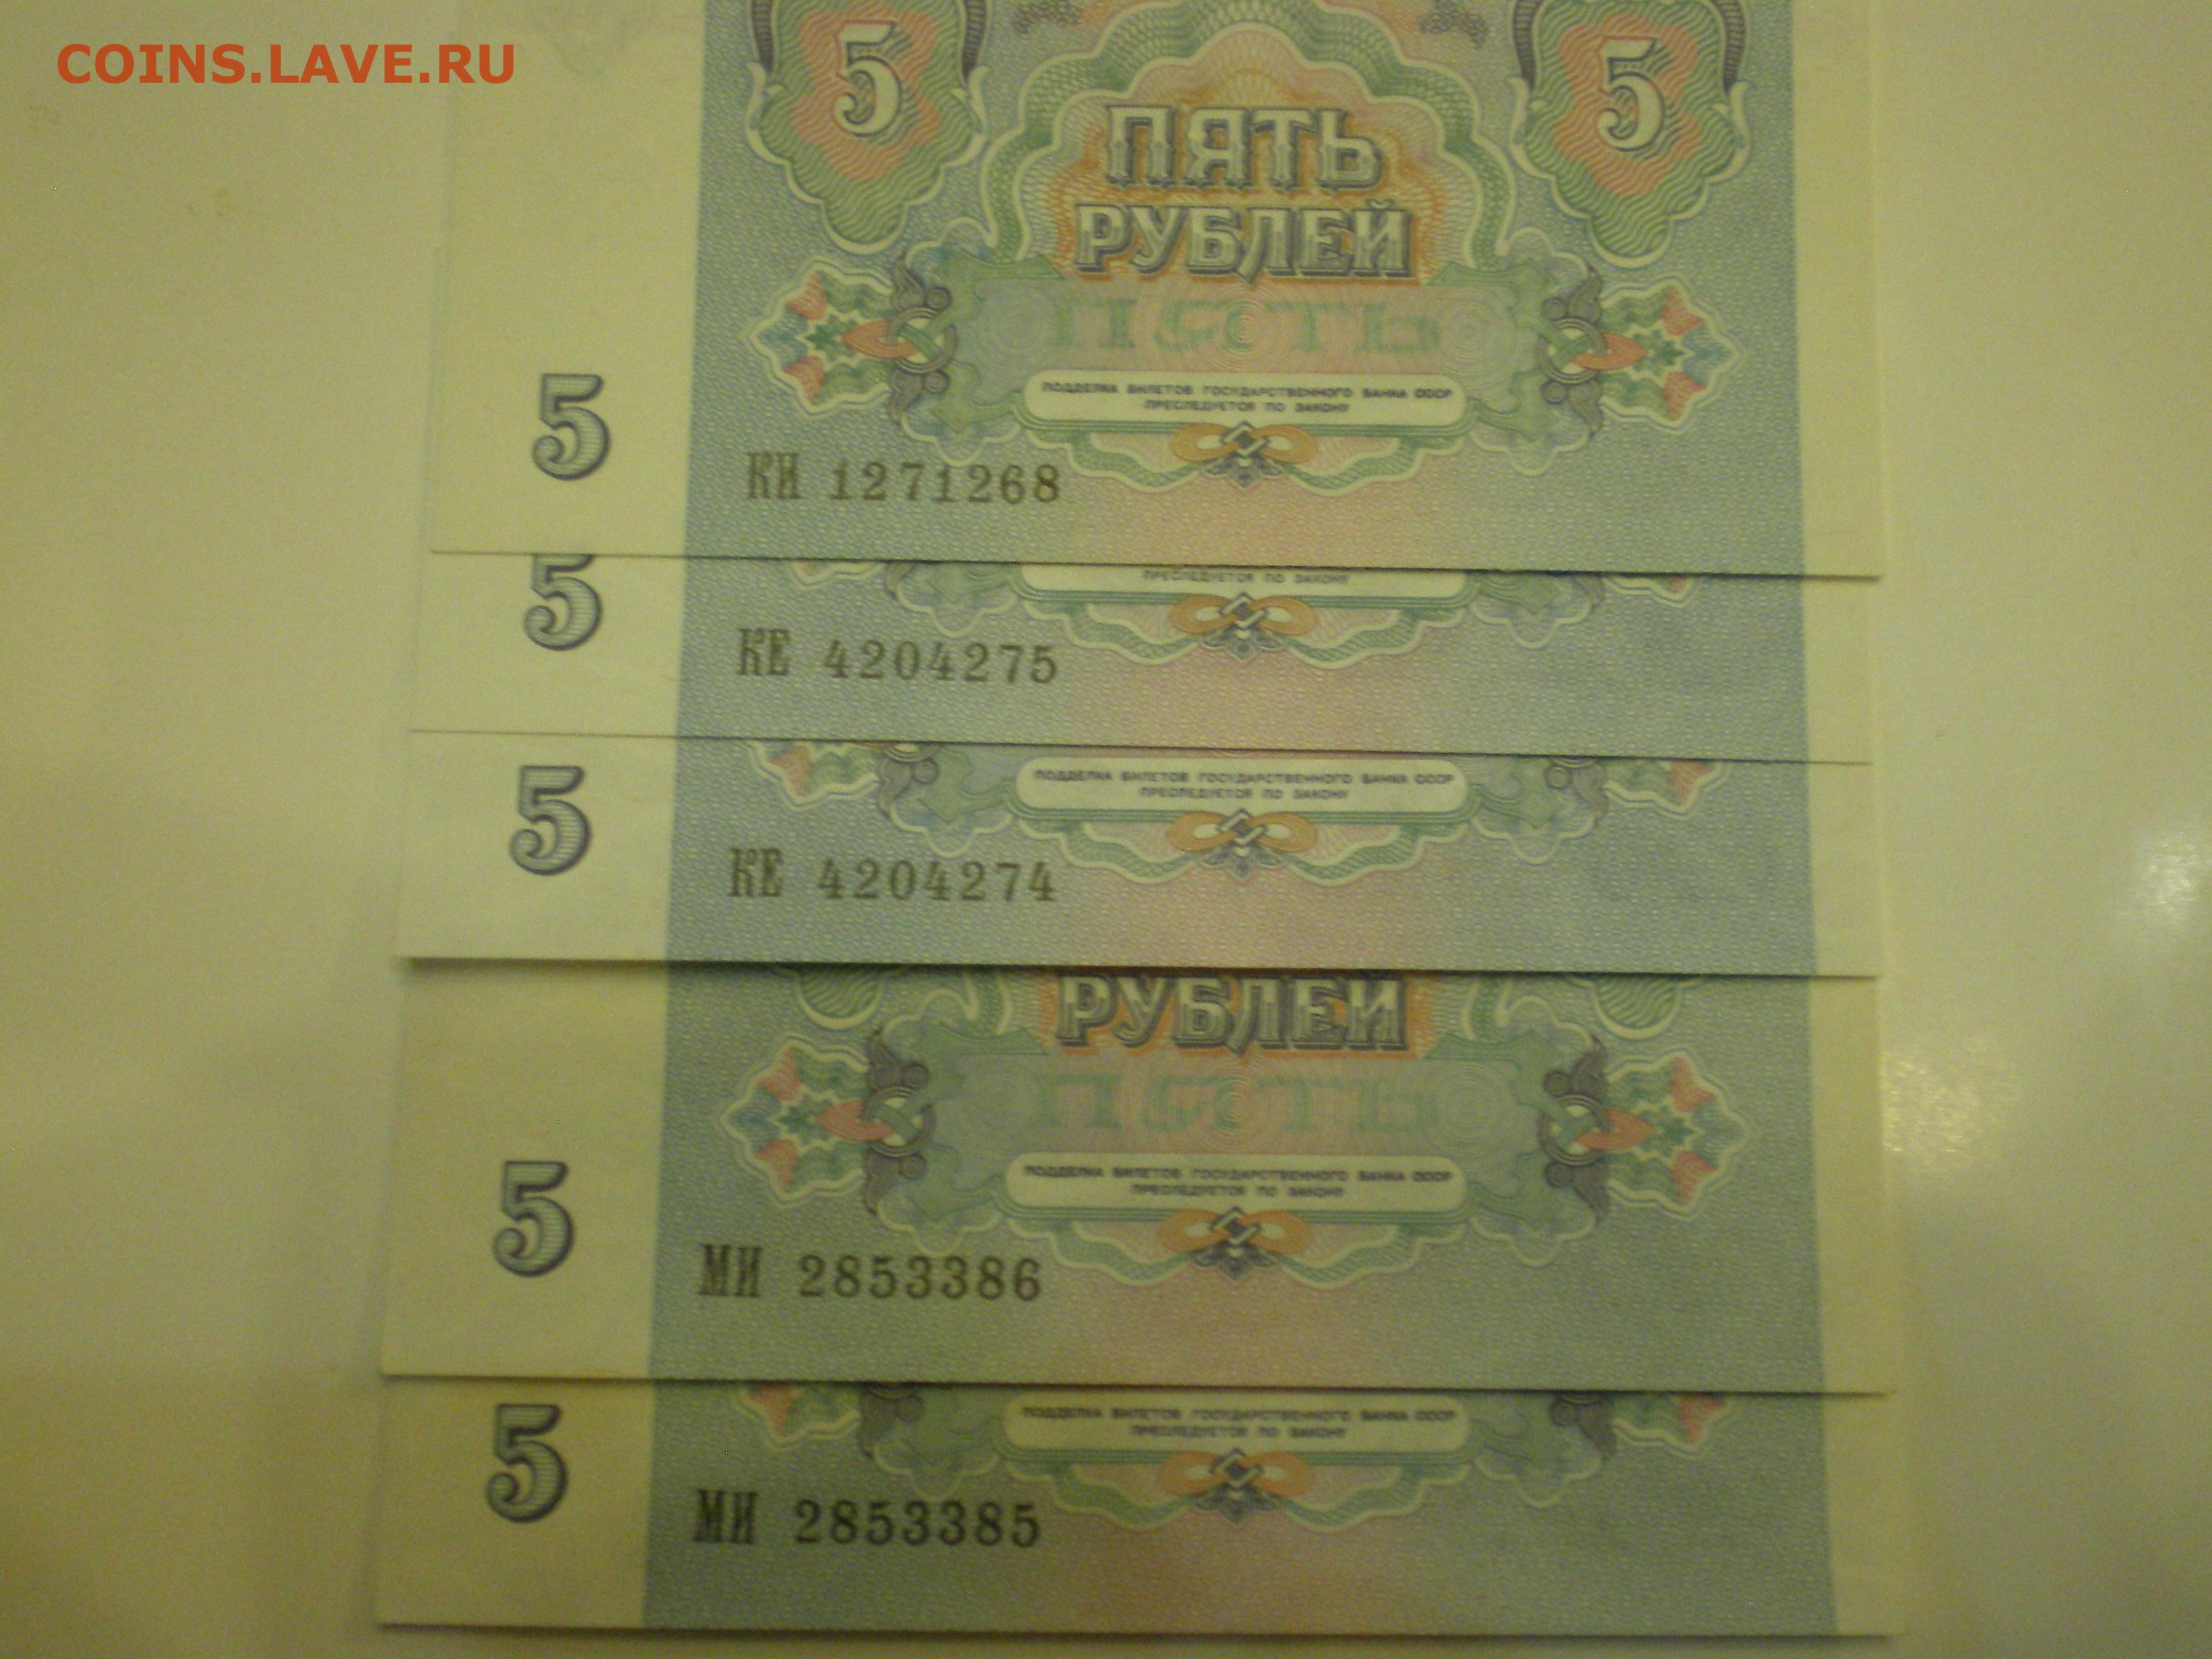 COINS.LAVE.RU
5 5
ПЯТЬ
РУБЛЕЙ
ПЯТЬ
ПОДДЕЛКА БИЛЕТОВ ГОСУДАРСТВЕННОГО БАНКА СССР
ПРЕСЛЕДУЕТСЯ ПО ЗАКОНУ
5
КИ 1271268
ПРЕСЛЕДУЕТСЯ ПО ЗАКОНУ
5
КЕ 4204275
ПОДДЕЛКА БИЛЕТОВ ГОСУДАРСТВЕННОГО БАНКА СССР
ПРЕСЛЕДУЕТСЯ ПО ЗАКОНУ
5
КЕ 4204274
РУБЛЕЙ
ПЯТЬ
ПОДДЕЛКА БИЛЕТОВ ГОСУДАРСТВЕННОГО БАНКА СССР
ПРЕСЛЕДУЕТСЯ ПО ЗАКОНУ
5
МИ 2853386
ПОДДЕЛКА БИЛЕТОВ ГОСУДАРСТВЕННОГО БАНКА СССР
ПРЕСЛЕДУЕТСЯ ПО ЗАКОНУ
5
МИ 2853385